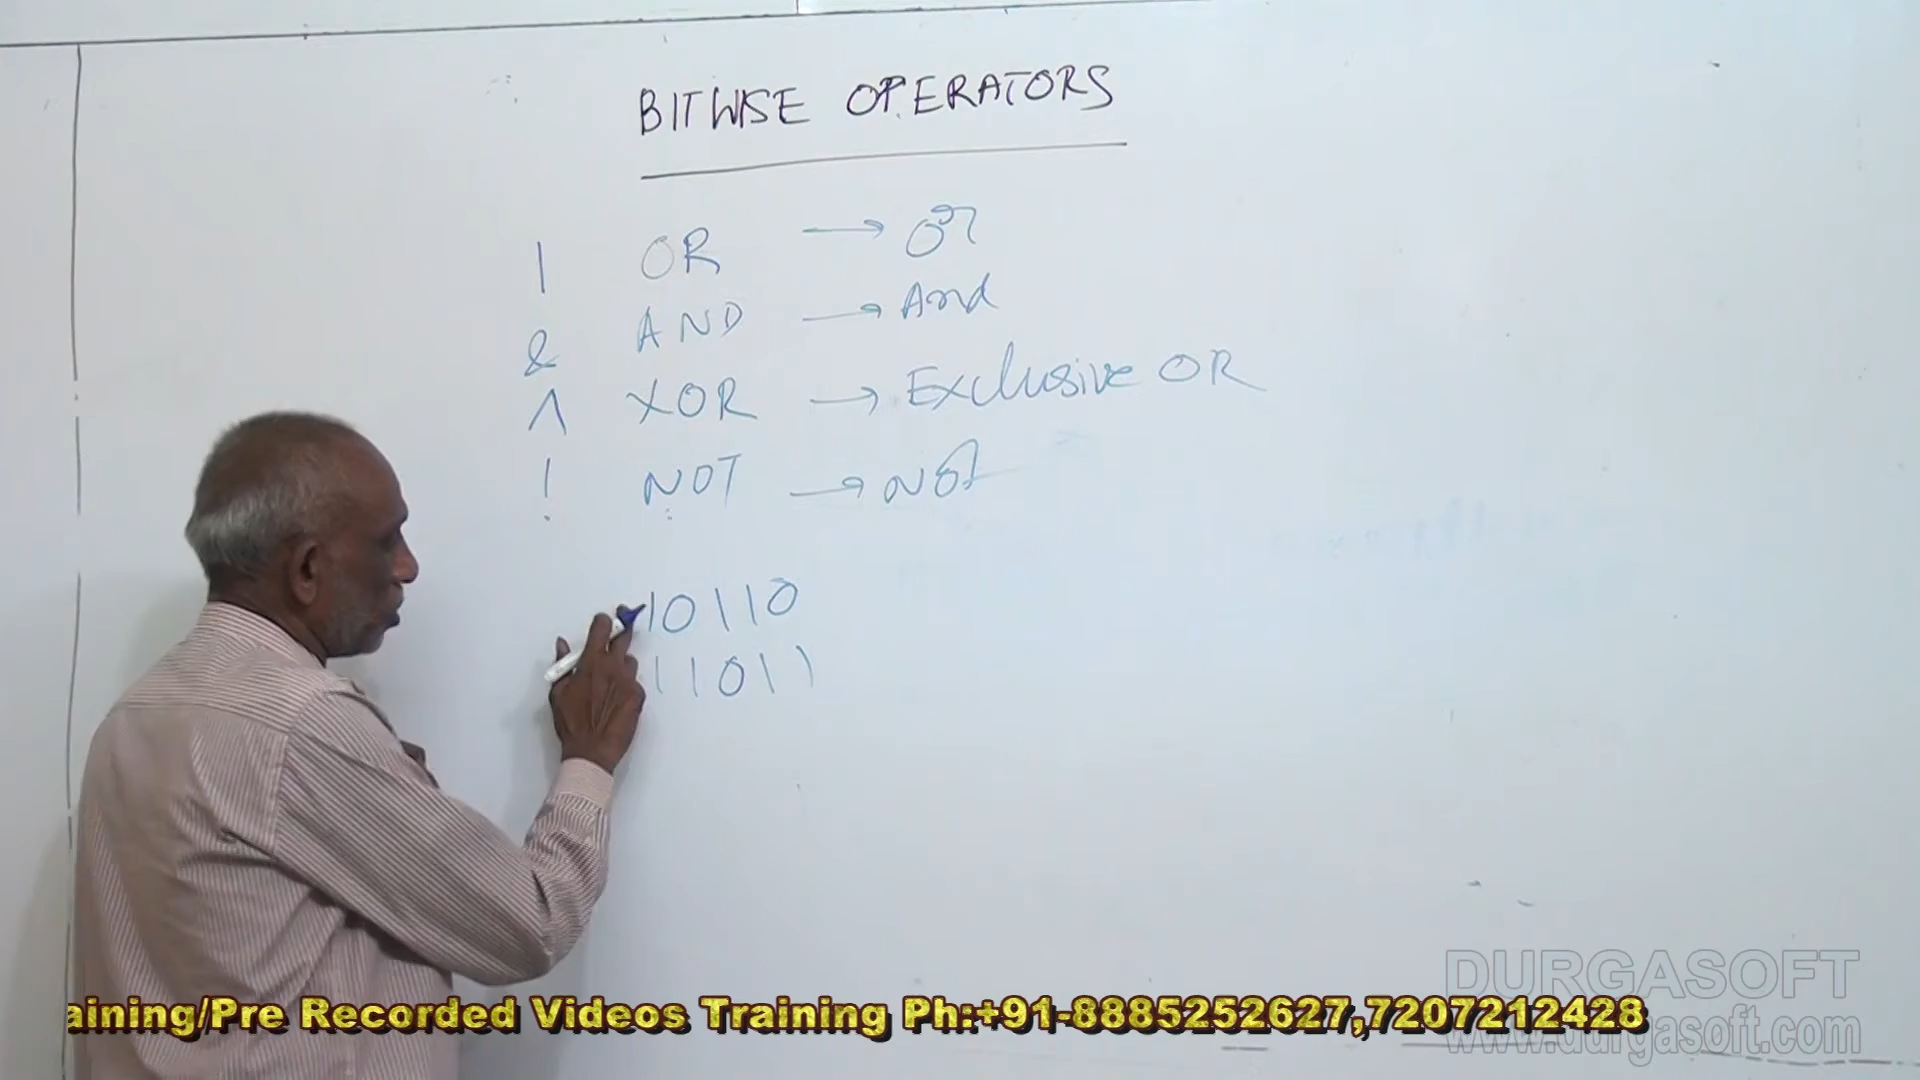 BITWISE OPERATORS
| OR → or
& AND → And
^ XOR → Exclusive OR
! NOT → NOT
10110
11011
DURGASOFT
aining/Pre Recorded Videos Training Ph:+91-8885252627,7207212428
www.durgasoft.com